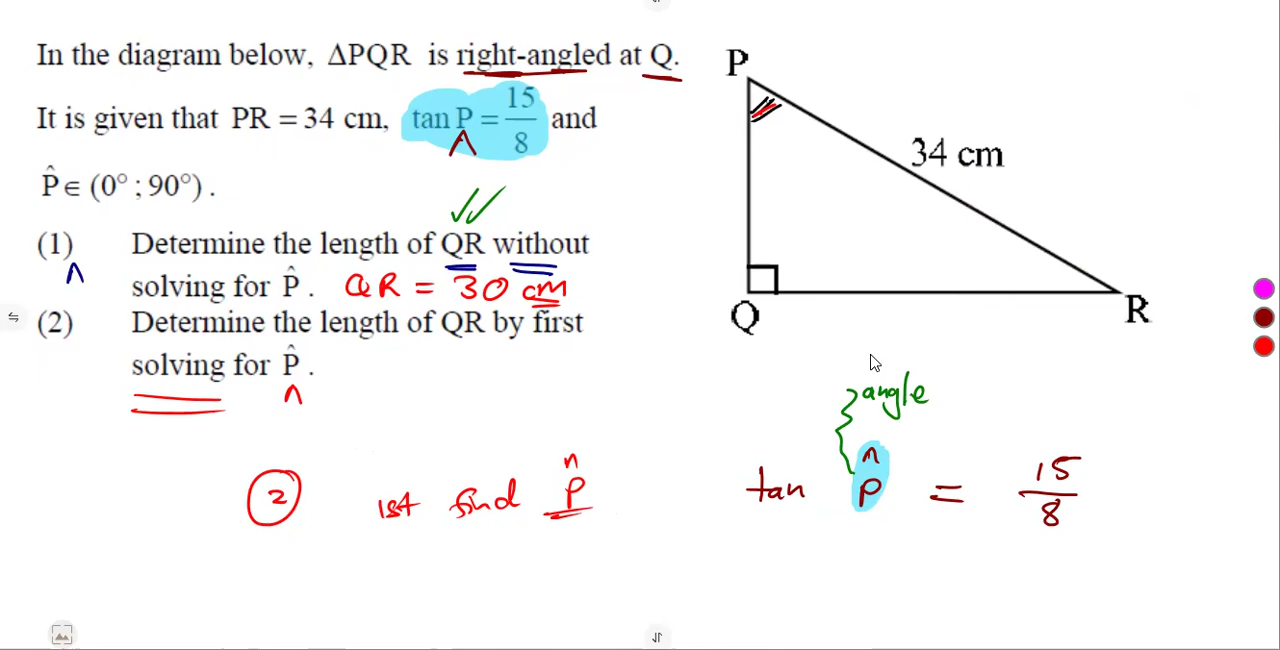 In the diagram below, ΔPQR is right-angled at Q.
It is given that PR = 34 cm, tan P = 15/8 and
P̂ ∈ (0° ; 90°) .
(1) Determine the length of QR without
solving for P̂ . QR = 30 cm
(2) Determine the length of QR by first
solving for P̂ .
P
34 cm
Q
R
angle
2 1st find P̂
tan P̂ = 15/8